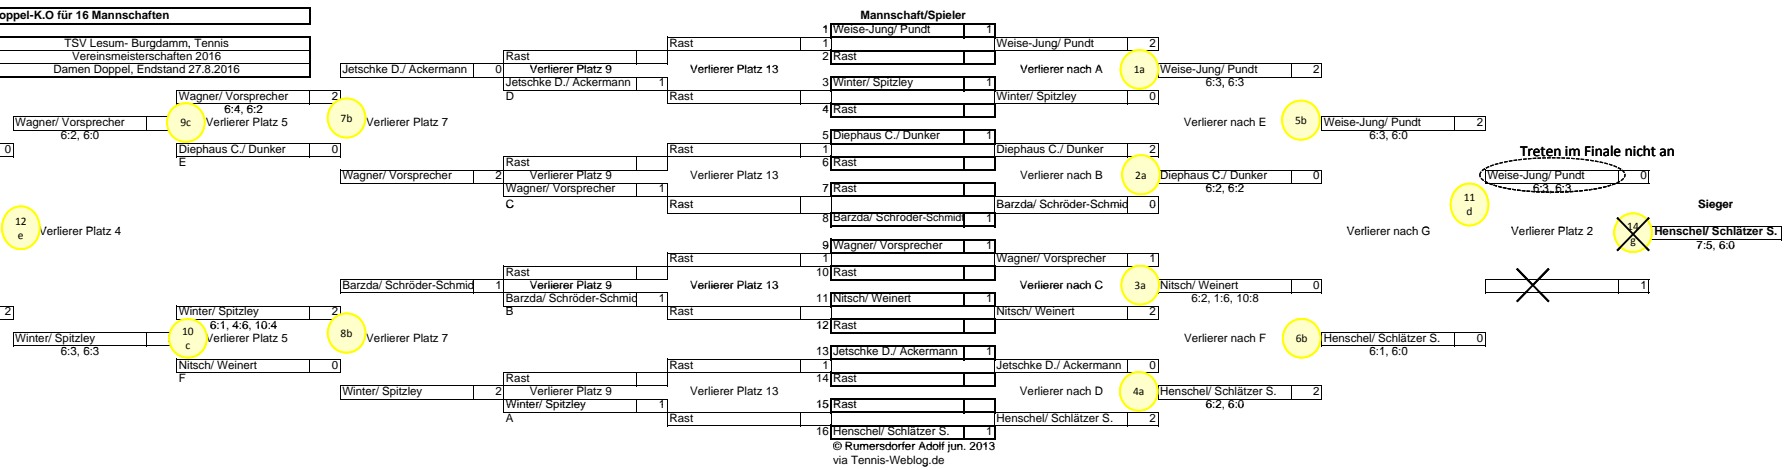 oppel-K.O für 16 Mannschaften
Mannschaft/Spieler
1 Weise-Jung/ Pundt 1
TSV Lesum- Burgdamm, Tennis
Rast 1
Weise-Jung/ Pundt 2
Vereinsmeisterschaften 2016
Rast
2 Rast
Damen Doppel, Endstand 27.8.2016
Jetschke D./ Ackermann 0
Verlierer Platz 9
Verlierer Platz 13
Verlierer nach A
1a
Weise-Jung/ Pundt 2
Jetschke D./ Ackermann 1
3 Winter/ Spitzley 1
6:3, 6:3
Wagner/ Vorsprecher 2
D
Rast
Winter/ Spitzley 0
6:4, 6:2
4 Rast
Wagner/ Vorsprecher
9c
Verlierer Platz 5
7b
Verlierer Platz 7
Verlierer nach E
5b
Weise-Jung/ Pundt 2
6:2, 6:0
5 Diephaus C./ Dunker 1
6:3, 6:0
0
Diephaus C./ Dunker 0
Rast 1
Diephaus C./ Dunker 2
Treten im Finale nicht an
E
Rast
6 Rast
Wagner/ Vorsprecher 2
Verlierer Platz 9
Verlierer Platz 13
Verlierer nach B
2a
Diephaus C./ Dunker 0
Weise-Jung/ Pundt 0
Wagner/ Vorsprecher 1
7 Rast
6:2, 6:2
6:3, 6:3
C
Rast
Barzda/ Schröder-Schmid 0
11 d
Sieger
8 Barzda/ Schröder-Schmidt 1
12 e
Verlierer Platz 4
Verlierer nach G
Verlierer Platz 2
14 g
Henschel/ Schlätzer S.
9 Wagner/ Vorsprecher 1
7:5, 6:0
Rast 1
Wagner/ Vorsprecher 1
Rast
10 Rast
Barzda/ Schröder-Schmid 1
Verlierer Platz 9
Verlierer Platz 13
Verlierer nach C
3a
Nitsch/ Weinert 0
1
Barzda/ Schröder-Schmid 1
11 Nitsch/ Weinert 1
6:2, 1:6, 10:8
2
Winter/ Spitzley 2
B
Rast
Nitsch/ Weinert 2
6:1, 4:6, 10:4
12 Rast
Winter/ Spitzley
10 c
Verlierer Platz 5
8b
Verlierer Platz 7
Verlierer nach F
6b
Henschel/ Schlätzer S. 0
6:3, 6:3
13 Jetschke D./ Ackermann 1
6:1, 6:0
Nitsch/ Weinert 0
Rast 1
Jetschke D./ Ackermann 0
F
Rast
14 Rast
Winter/ Spitzley 2
Verlierer Platz 9
Verlierer Platz 13
Verlierer nach D
4a
Henschel/ Schlätzer S. 2
Winter/ Spitzley 1
15 Rast
6:2, 6:0
A
Rast
Henschel/ Schlätzer S. 2
16 Henschel/ Schlätzer S. 1
© Rumersdorfer Adolf jun. 2013
via Tennis-Weblog.de